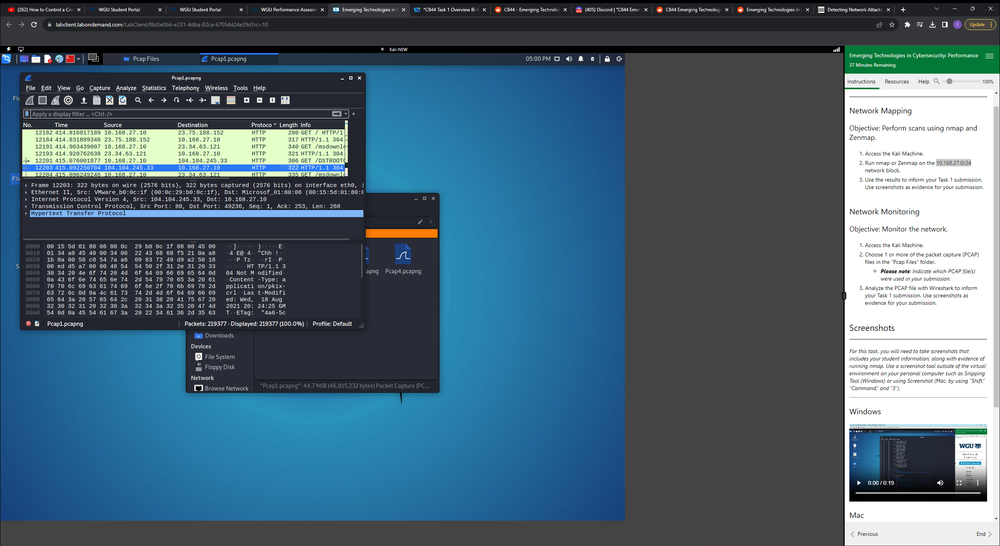 (262) How to Control a Cro
WGU Student Portal
WGU Student Portal
WGU Performance Assessm
Emerging Technologies in C
*C844 Task 1 Overview Bi-W
C844 - Emerging Technolog
(405) Discord | "C844 Emer
C844 Emerging Technologi
Emerging Technologies in C
Detecting Network Attacks
labclient.labondemand.com/LabClient/f8d3e0b6-e231-4dba-82ca-67054d24e39d?rc=10
I
Update
Kali-NEW
Pcap Files
Pcap1.pcapng
05:00 PM
Pcap1.pcapng
File Edit View Go Capture Analyze Statistics Telephony Wireless Tools Help
Apply a display filter ... <Ctrl-/>
No. Time Source Destination Protoco Length Info
12182 414.816017189 10.168.27.10 23.75.188.152 HTTP 280 GET / HTTP/1.
12184 414.831889346 23.75.188.152 10.168.27.10 HTTP 317 HTTP/1.1 304
12191 414.903439007 10.168.27.10 23.34.63.121 HTTP 340 GET /msdownlo
12193 414.920762638 23.34.63.121 10.168.27.10 HTTP 321 HTTP/1.1 304
12201 415.076001877 10.168.27.10 104.104.245.33 HTTP 306 GET /DSTROOTC
12203 415.092250704 104.104.245.33 10.168.27.10 HTTP 322 HTTP/1.1 304
12204 415.096249246 10.168.27.10 23.34.63.121 HTTP 335 GET /msdownlo
Frame 12203: 322 bytes on wire (2576 bits), 322 bytes captured (2576 bits) on interface eth0, i
Ethernet II, Src: VMware_b0:0c:1f (00:0c:29:b0:0c:1f), Dst: Microsof_01:80:06 (00:15:5d:01:80:0
Internet Protocol Version 4, Src: 104.104.245.33, Dst: 10.168.27.10
Transmission Control Protocol, Src Port: 80, Dst Port: 49236, Seq: 1, Ack: 253, Len: 268
Hypertext Transfer Protocol
0000 00 15 5d 01 80 06 00 0c 29 b0 0c 1f 08 00 45 00 ··]····· )·····E·
0010 01 34 a0 45 40 00 34 06 22 43 68 68 f5 21 0a a8 ·4·E@·4· "Chh·!··
0020 1b 0a 00 50 c0 54 7a a6 09 83 72 49 d9 a2 50 18 ···P·Tz· ··rI··P·
0030 00 ed d5 a7 00 00 48 54 54 50 2f 31 2e 31 20 33 ······HT TP/1.1 3
0040 30 34 20 4e 6f 74 20 4d 6f 64 69 66 69 65 64 0d 04 Not M odified·
0050 0a 43 6f 6e 74 65 6e 74 2d 54 79 70 65 3a 20 61 ·Content -Type: a
0060 70 70 6c 69 63 61 74 69 6f 6e 2f 70 6b 69 78 2d pplicati on/pkix-
0070 63 72 6c 0d 0a 4c 61 73 74 2d 4d 6f 64 69 66 69 crl··Las t-Modifi
0080 65 64 3a 20 57 65 64 2c 20 31 38 20 41 75 67 20 ed: Wed, 18 Aug
0090 32 30 32 31 20 32 30 3a 32 34 3a 32 35 20 47 4d 2021 20: 24:25 GM
00a0 54 0d 0a 45 54 61 67 3a 20 22 34 61 36 2d 35 63 T··ETag: "4a6-5c
Pcap1.pcapng
Packets: 219377 · Displayed: 219377 (100.0%)
Profile: Default
apng
Pcap4.pcapng
Downloads
Devices
File System
Floppy Disk
Network
Browse Network
"Pcap1.pcapng": 44.7 MiB (46,915,232 bytes) Packet Capture (PC...
Emerging Technologies in Cybersecurity: Performance
37 Minutes Remaining
Instructions Resources Help 100%
Network Mapping
Objective: Perform scans using nmap and
Zenmap.
1. Access the Kali Machine.
2. Run nmap or Zenmap on the 10.168.27.0/24
network block.
3. Use the results to inform your Task 1 submission.
Use screenshots as evidence for your submission.
Network Monitoring
Objective: Monitor the network.
1. Access the Kali Machine.
2. Choose 1 or more of the packet capture (PCAP)
files in the “Pcap Files” folder.
Please note: Indicate which PCAP file(s)
were used in your submission.
3. Analyze the PCAP file with Wireshark to inform
your Task 1 submission. Use screenshots as
evidence for your submission.
Screenshots
For this task, you will need to take screenshots that
includes your student information, along with evidence of
running nmap. Use a screenshot tool outside of the virtual
environment on your personal computer such as Snipping
Tool (Windows) or using Screenshot (Mac, by using “Shift,”
“Command,” and “3”).
Windows
WGU
About Your Lab
Environment
0:00 / 0:19
Mac
Previous
End